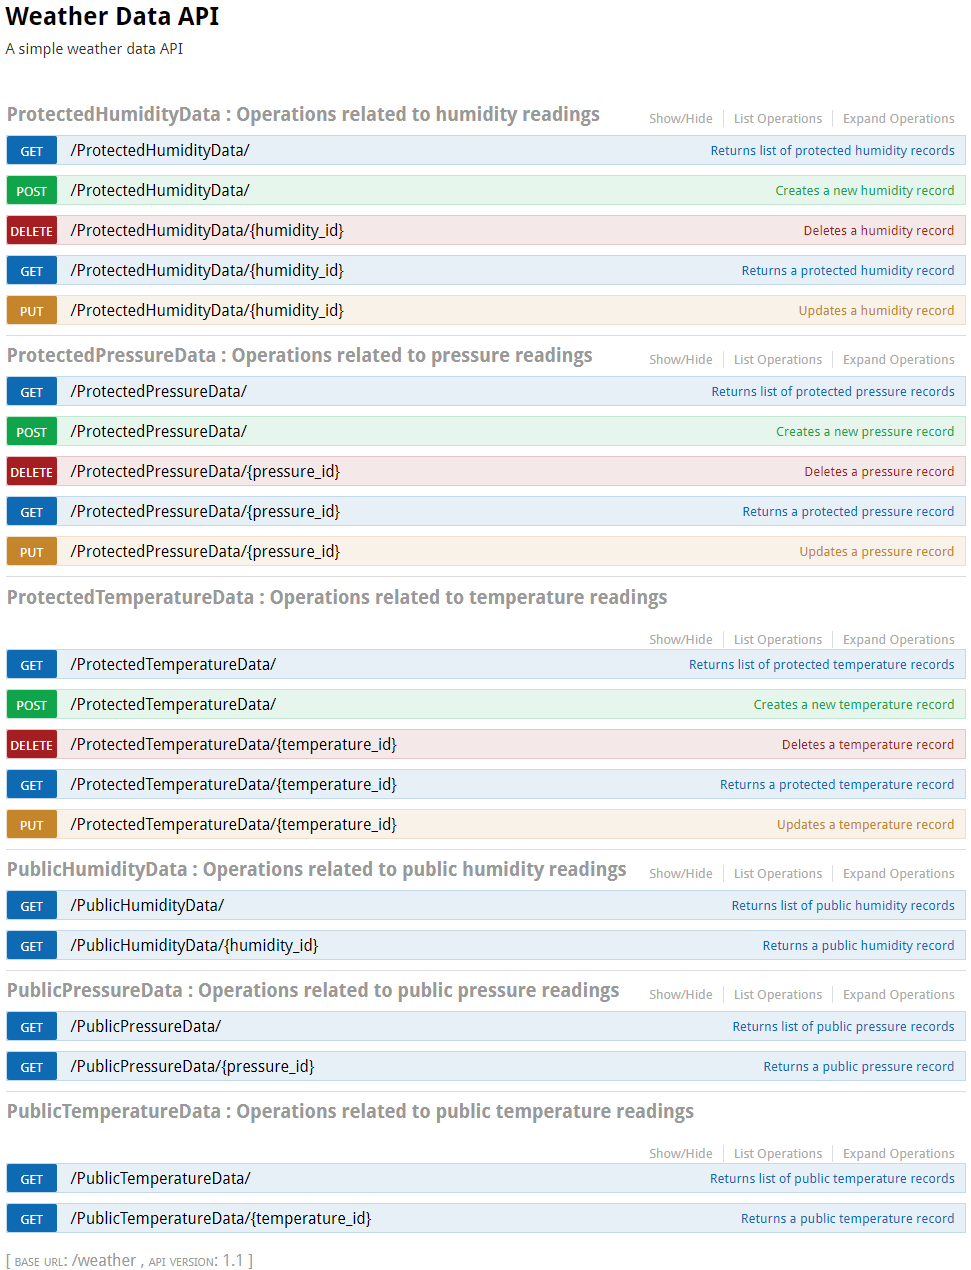 Weather Data API
A simple weather data API
ProtectedHumidityData : Operations related to humidity readings Show/Hide List Operations Expand Operations
GET /ProtectedHumidityData/ Returns list of protected humidity records
POST /ProtectedHumidityData/ Creates a new humidity record
DELETE /ProtectedHumidityData/{humidity_id} Deletes a humidity record
GET /ProtectedHumidityData/{humidity_id} Returns a protected humidity record
PUT /ProtectedHumidityData/{humidity_id} Updates a humidity record
ProtectedPressureData : Operations related to pressure readings Show/Hide List Operations Expand Operations
GET /ProtectedPressureData/ Returns list of protected pressure records
POST /ProtectedPressureData/ Creates a new pressure record
DELETE /ProtectedPressureData/{pressure_id} Deletes a pressure record
GET /ProtectedPressureData/{pressure_id} Returns a protected pressure record
PUT /ProtectedPressureData/{pressure_id} Updates a pressure record
ProtectedTemperatureData : Operations related to temperature readings
Show/Hide List Operations Expand Operations
GET /ProtectedTemperatureData/ Returns list of protected temperature records
POST /ProtectedTemperatureData/ Creates a new temperature record
DELETE /ProtectedTemperatureData/{temperature_id} Deletes a temperature record
GET /ProtectedTemperatureData/{temperature_id} Returns a protected temperature record
PUT /ProtectedTemperatureData/{temperature_id} Updates a temperature record
PublicHumidityData : Operations related to public humidity readings Show/Hide List Operations Expand Operations
GET /PublicHumidityData/ Returns list of public humidity records
GET /PublicHumidityData/{humidity_id} Returns a public humidity record
PublicPressureData : Operations related to public pressure readings Show/Hide List Operations Expand Operations
GET /PublicPressureData/ Returns list of public pressure records
GET /PublicPressureData/{pressure_id} Returns a public pressure record
PublicTemperatureData : Operations related to public temperature readings
Show/Hide List Operations Expand Operations
GET /PublicTemperatureData/ Returns list of public temperature records
GET /PublicTemperatureData/{temperature_id} Returns a public temperature record
[ BASE URL: /weather , API VERSION: 1.1 ]